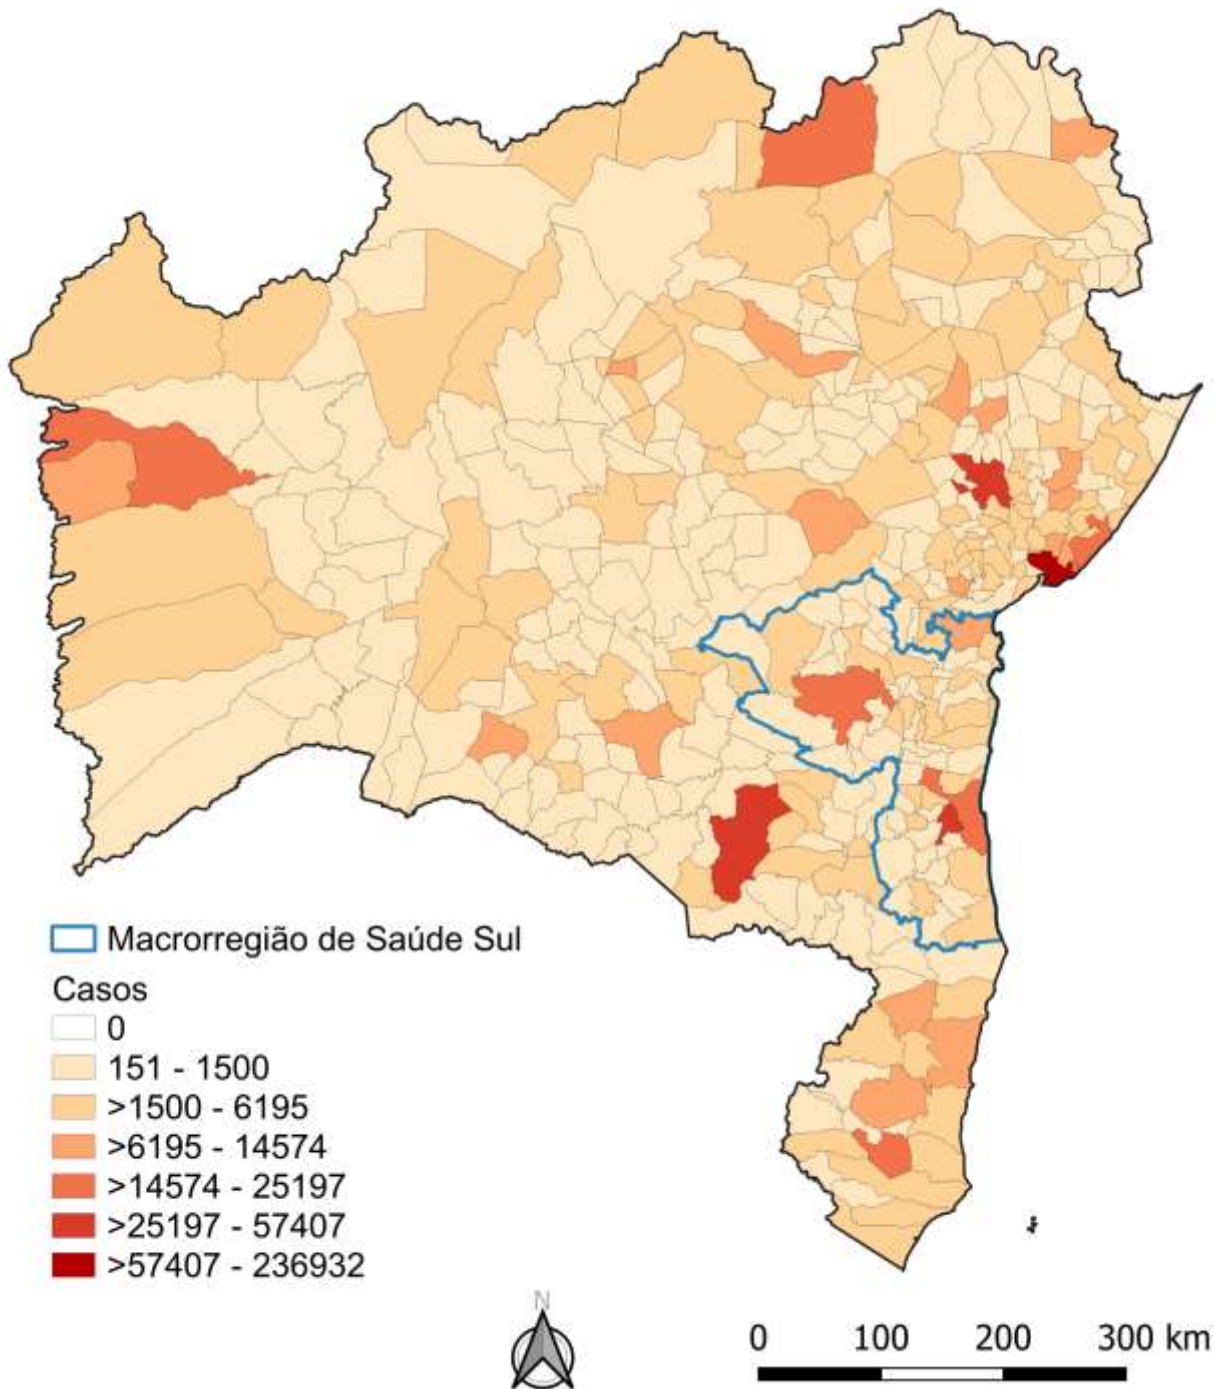 Macrorregião de Saúde Sul
Casos
0
151 - 1500
>1500 - 6195
>6195 - 14574
>14574 - 25197
>25197 - 57407
>57407 - 236932
N
0 100 200 300 km